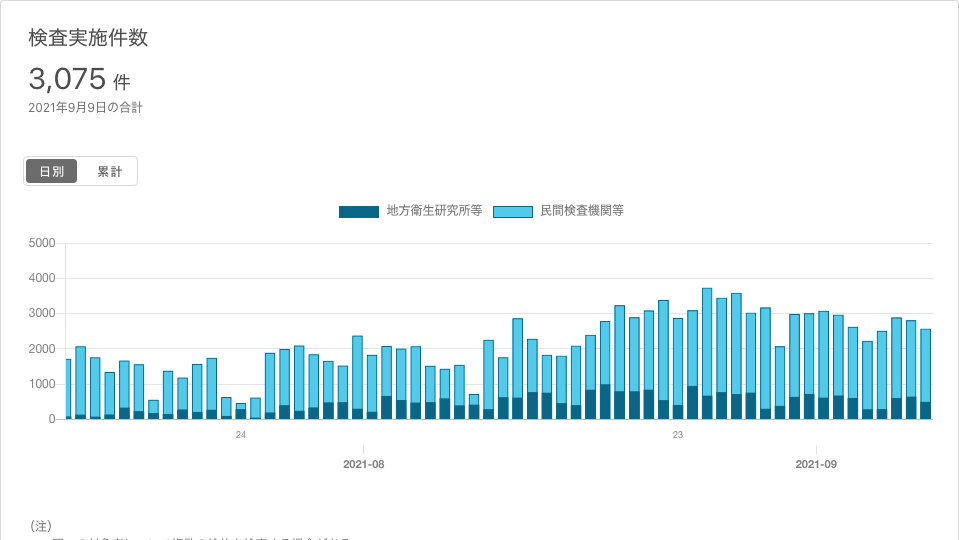 検査実施件数
3,075 件
2021年9月9日の合計
日別 累計
地方衛生研究所等 民間検査機関等
5000
4000
3000
2000
1000
0
24 23
2021-08 2021-09
（注）